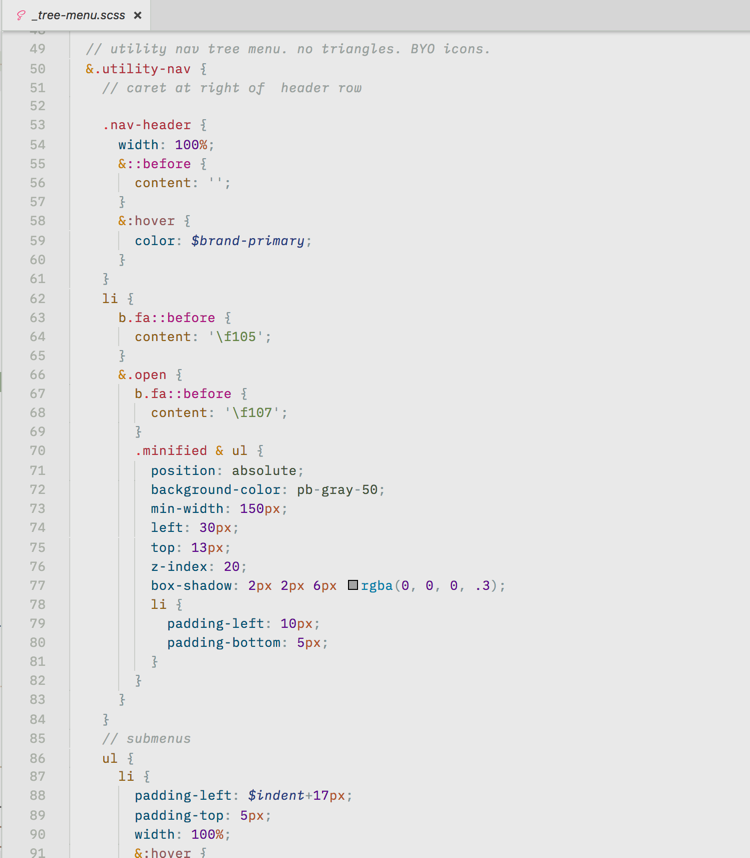 _tree-menu.scss ×
49 // utility nav tree menu. no triangles. BYO icons.
50 &.utility-nav {
51 // caret at right of  header row
52
53 .nav-header {
54 width: 100%;
55 &::before {
56 content: '';
57 }
58 &:hover {
59 color: $brand-primary;
60 }
61 }
62 li {
63 b.fa::before {
64 content: '\f105';
65 }
66 &.open {
67 b.fa::before {
68 content: '\f107';
69 }
70 .minified & ul {
71 position: absolute;
72 background-color: pb-gray-50;
73 min-width: 150px;
74 left: 30px;
75 top: 13px;
76 z-index: 20;
77 box-shadow: 2px 2px 6px rgba(0, 0, 0, .3);
78 li {
79 padding-left: 10px;
80 padding-bottom: 5px;
81 }
82 }
83 }
84 }
85 // submenus
86 ul {
87 li {
88 padding-left: $indent+17px;
89 padding-top: 5px;
90 width: 100%;
91 &:hover {